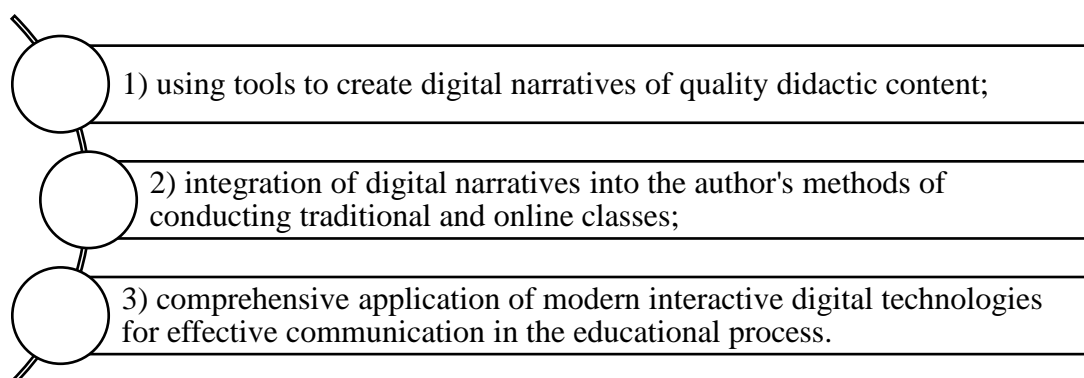 1) using tools to create digital narratives of quality didactic content;
2) integration of digital narratives into the author's methods of
conducting traditional and online classes;
3) comprehensive application of modern interactive digital technologies
for effective communication in the educational process.